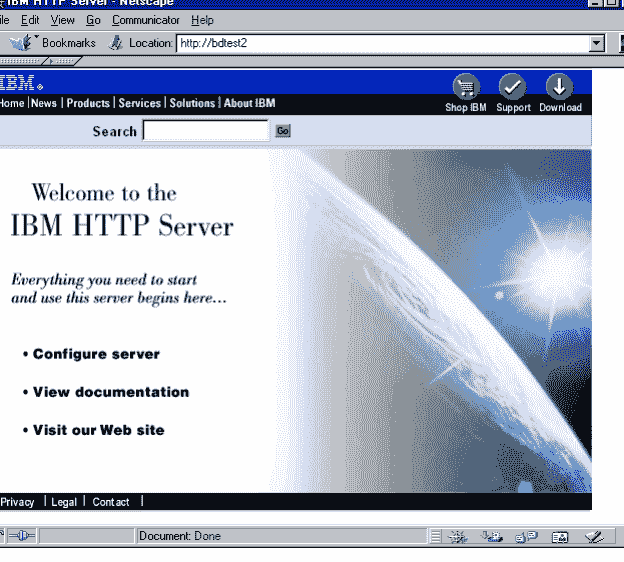 IBM HTTP Server - Netscape
ile Edit View Go Communicator Help
Bookmarks Location: http://bdtest2
IBM®
Home | News | Products | Services | Solutions | About IBM
Shop IBM Support Download
Search Go
Welcome to the
IBM HTTP Server
Everything you need to start
and use this server begins here...
• Configure server
• View documentation
• Visit our Web site
Privacy | Legal | Contact |
Document: Done